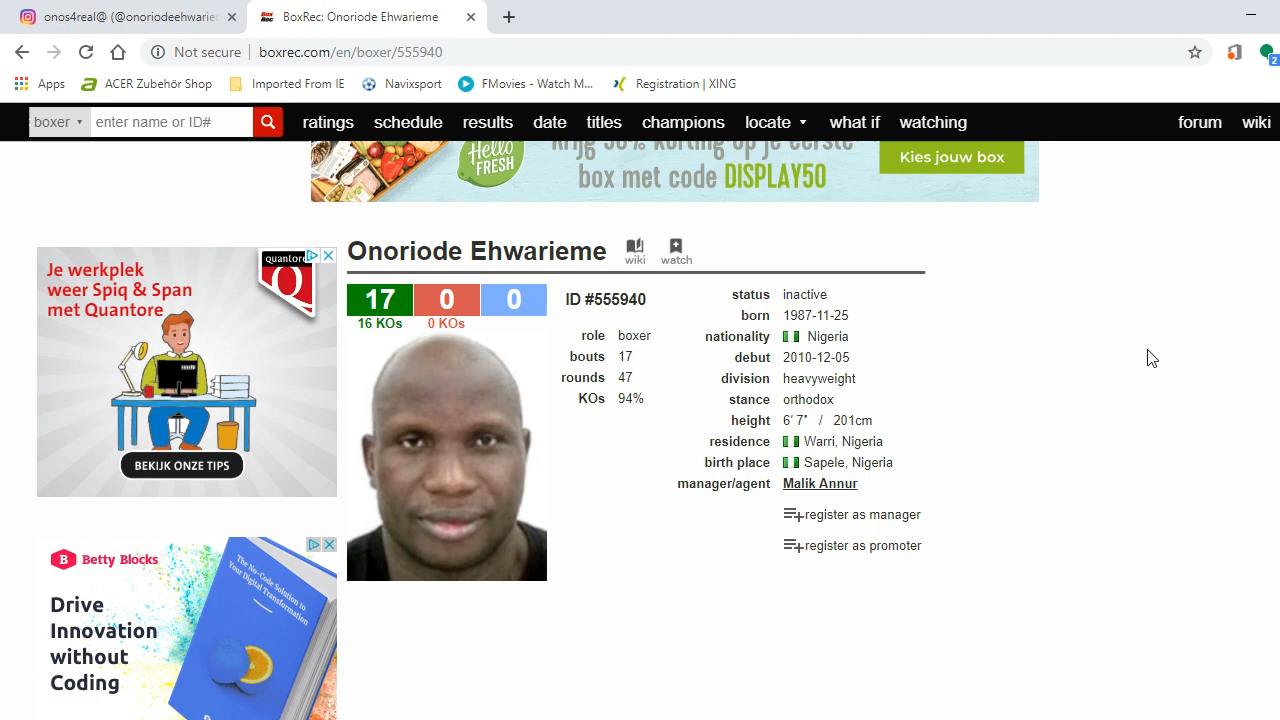 onos4real@ (@onoriodeehwarie
BoxRec: Onoriode Ehwarieme
Not secure
boxrec.com/en/boxer/555940
2
Apps
ACER Zubehör Shop
Imported From IE
Navixsport
FMovies - Watch M...
Registration | XING
boxer
enter name or ID#
ratings
schedule
results
date
titles
champions
locate
what if
watching
forum
wiki
Hello
FRESH
Krijg 50% korting op je eerste
box met code DISPLAY50
Kies jouw box
Je werkplek
weer Spiq & Span
met Quantore
quantore
Q
BEKIJK ONZE TIPS
B Betty Blocks
Drive
Innovation
without
Coding
The No-Code Solution to
Your Digital Transformation
Onoriode Ehwarieme
wiki
watch
17 0 0
16 KOs 0 KOs
ID #555940
role boxer
bouts 17
rounds 47
KOs 94%
status inactive
born 1987-11-25
nationality Nigeria
debut 2010-12-05
division heavyweight
stance orthodox
height 6′ 7″ / 201cm
residence Warri, Nigeria
birth place Sapele, Nigeria
manager/agent Malik Annur
register as manager
register as promoter